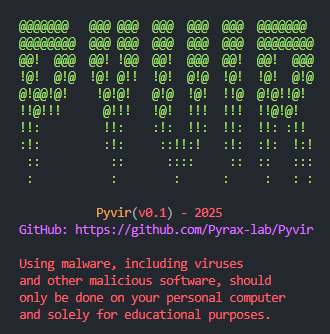 @@@@@@@   @@@ @@@  @@@  @@@  @@@  @@@@@@@
@@@@@@@@  @@@ @@@  @@@  @@@  @@@  @@@@@@@@
@@!  @@@  @@! !@@  @@!  @@@  @@!  @@!  @@@
!@!  @!@  !@! @!!  !@!  @!@  !@!  !@!  @!@
@!@@!@!    !@!@!   @!@  !@!  !!@  @!@!!@!
!!@!!!      @!!!   !@!  !!!  !!!  !!@!@!
!!:         !!:    :!:  !!:  !!:  !!: :!!
:!:         :!:     ::!!:!   :!:  :!:  !:!
 ::          ::      ::::     ::  ::   :::
 :           :        :      :     :   : :
Pyvir(v0.1) - 2025
GitHub: https://github.com/Pyrax-lab/Pyvir
Using malware, including viruses
and other malicious software, should
only be done on your personal computer
and solely for educational purposes.